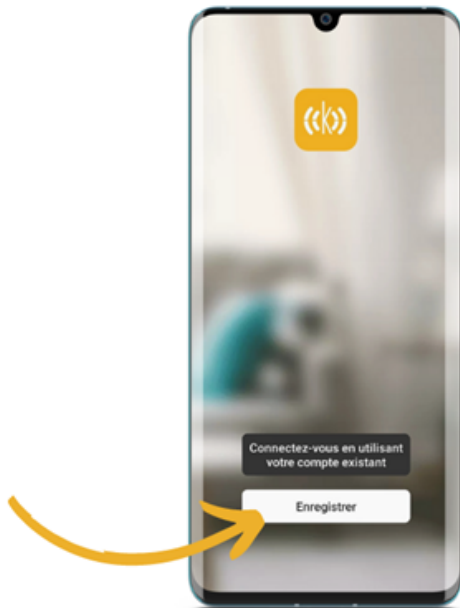 ((k))
Connectez-vous en utilisant
votre compte existant
Enregistrer